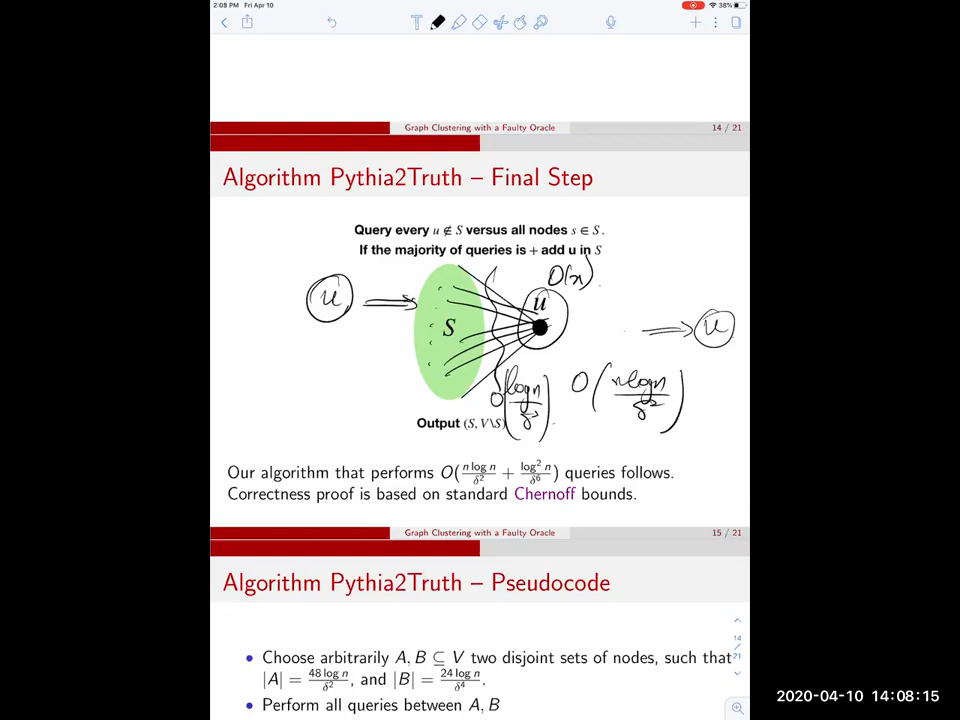 2:08 PM Fri Apr 10
38%
Graph Clustering with a Faulty Oracle
14 / 21
Algorithm Pythia2Truth – Final Step
Query every u ∉ S versus all nodes s ∈ S.
If the majority of queries is + add u in S
O(n)
u
u
S
u
O(log n / δ²)
O(n log n / δ²)
Output (S, V\S)
Our algorithm that performs O(n log n / δ² + log² n / δ⁶) queries follows.
Correctness proof is based on standard Chernoff bounds.
Graph Clustering with a Faulty Oracle
15 / 21
Algorithm Pythia2Truth – Pseudocode
• Choose arbitrarily A, B ⊆ V two disjoint sets of nodes, such that
|A| = 48 log n / δ², and |B| = 24 log n / δ⁴.
• Perform all queries between A, B
14
/
21
2020-04-10 14:08:15